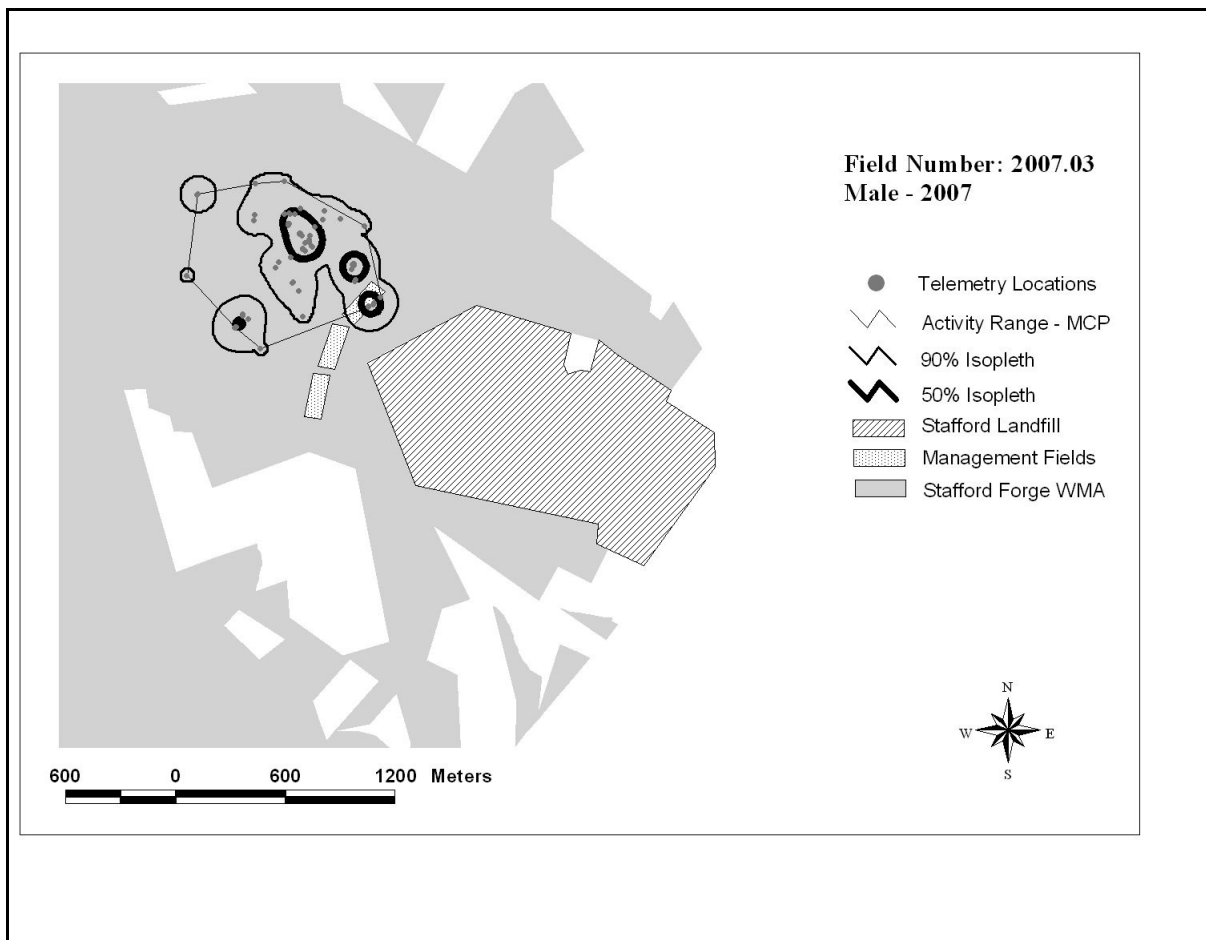 Field Number: 2007.03
Male - 2007
Telemetry Locations
Activity Range - MCP
90% Isopleth
50% Isopleth
Stafford Landfill
Management Fields
Stafford Forge WMA
N
W E
S
600 0 600 1200 Meters